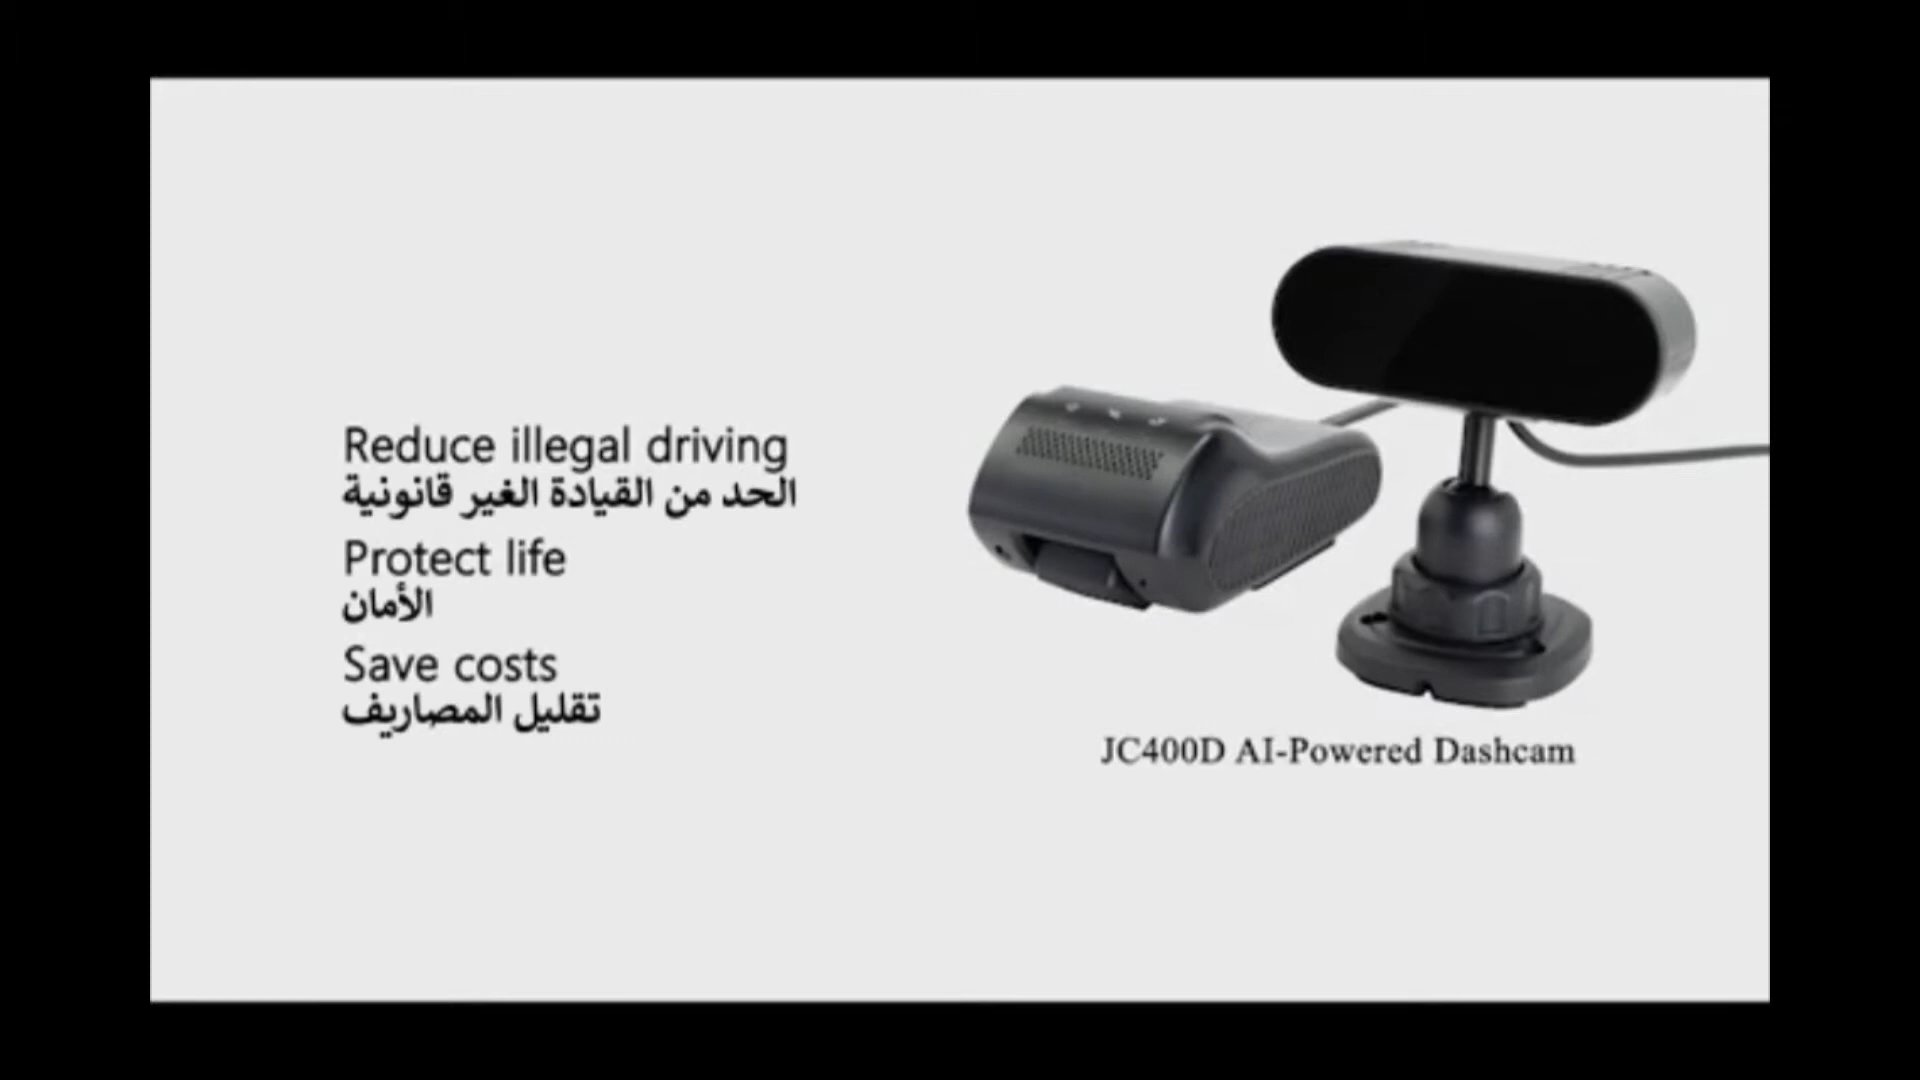 Reduce illegal driving
الحد من القيادة الغير قانونية
Protect life
الأمان
Save costs
تقليل المصاريف
JC400D AI-Powered Dashcam